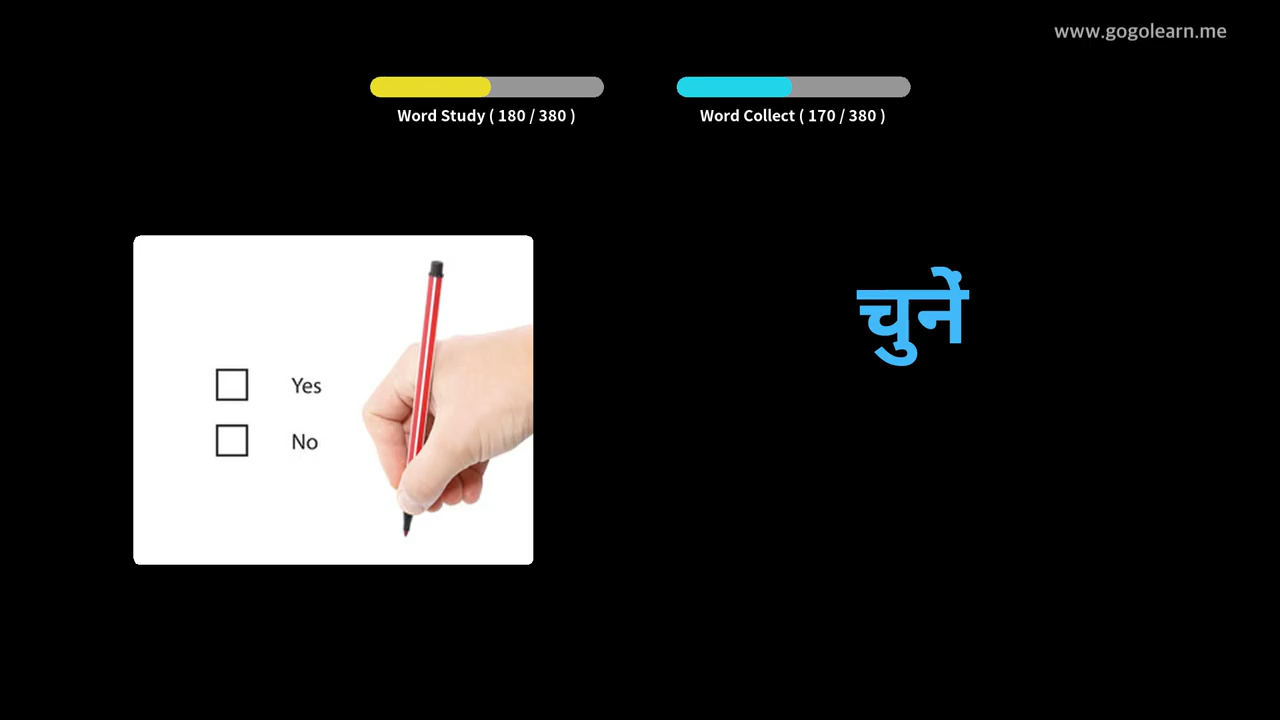 www.gogolearn.me
Word Study ( 180 / 380 )
Word Collect ( 170 / 380 )
Yes
No
चुनें